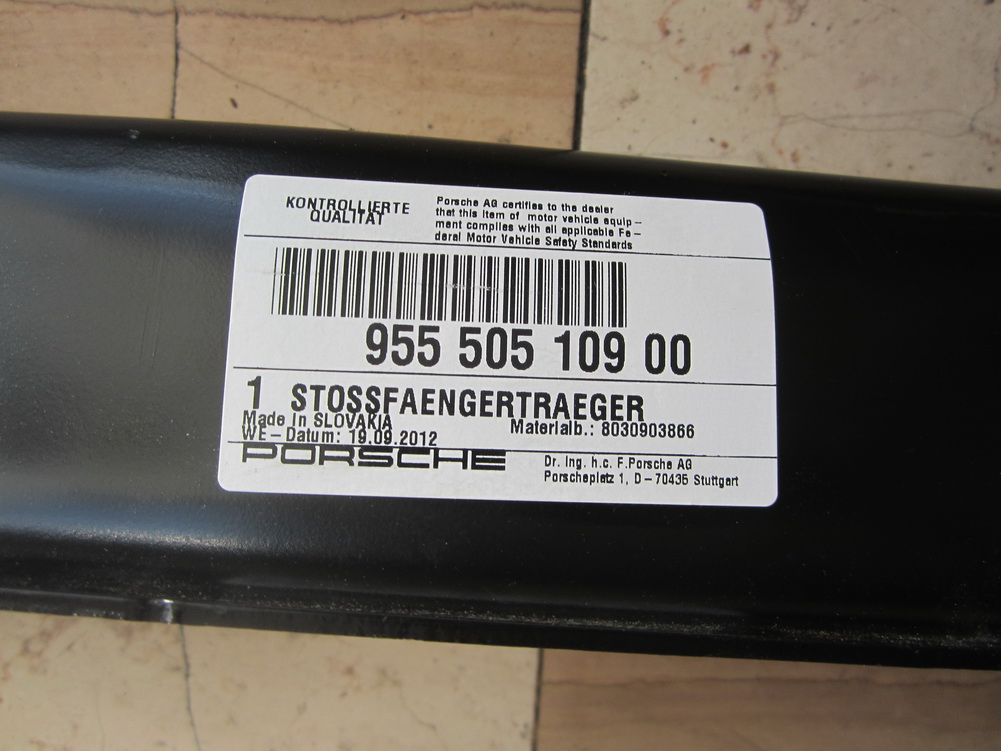 KONTROLLIERTE
QUALITÄT
Porsche AG certifies to the dealer
that this item of motor vehicle equip-
ment complies with all applicable Fe-
deral Motor Vehicle Safety Standards
955 505 109 00
1 STOSSFAENGERTRAEGER
Made in SLOVAKIA
Materialb.: 8030903866
WE-Datum: 19.09.2012
PORSCHE
Dr. Ing. h.c. F.Porsche AG
Porscheplatz 1, D-70435 Stuttgart